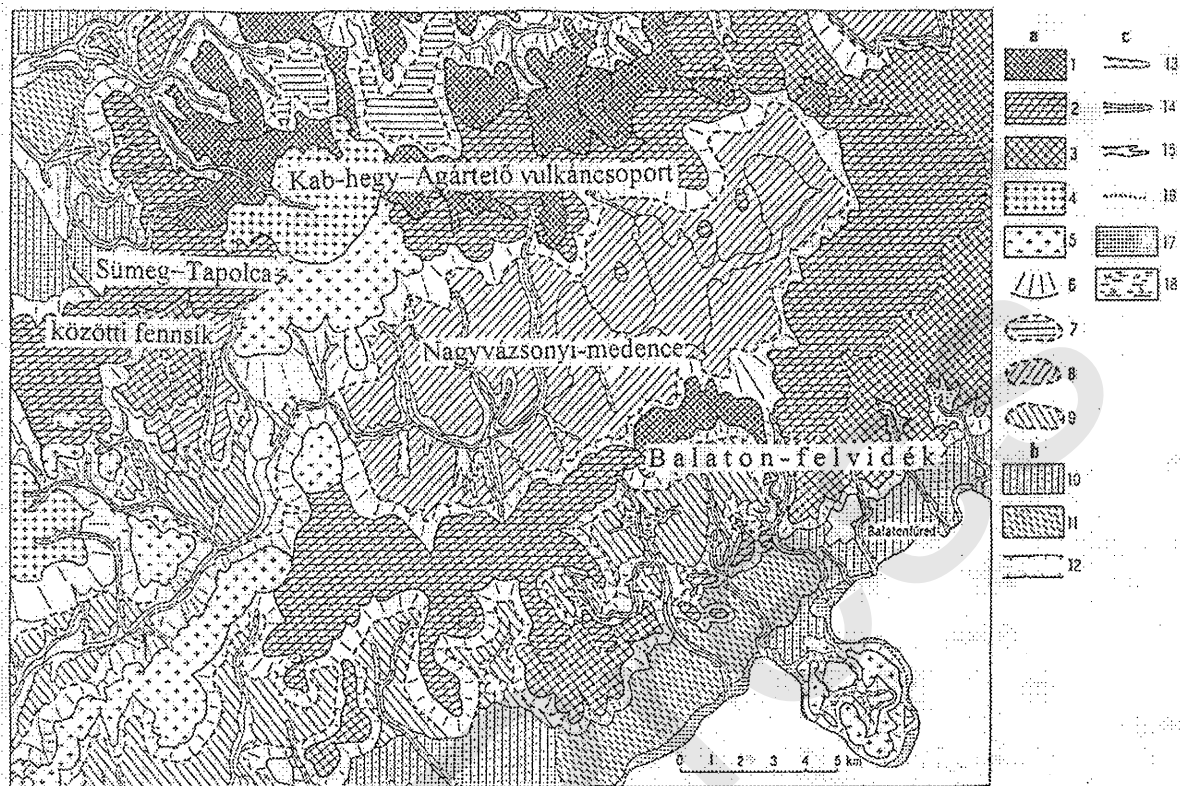 Kab-hegy–Agártető vulkáncsoport
Sümeg–Tapolca
közötti fennsík
Nagyvázsonyi-medence
Balaton-felvidék
Balatonfüred
0 1 2 3 4 5 km
a
1
2
3
4
5
6
7
8
9
b
10
11
12
c
13
14
15
16
17
18